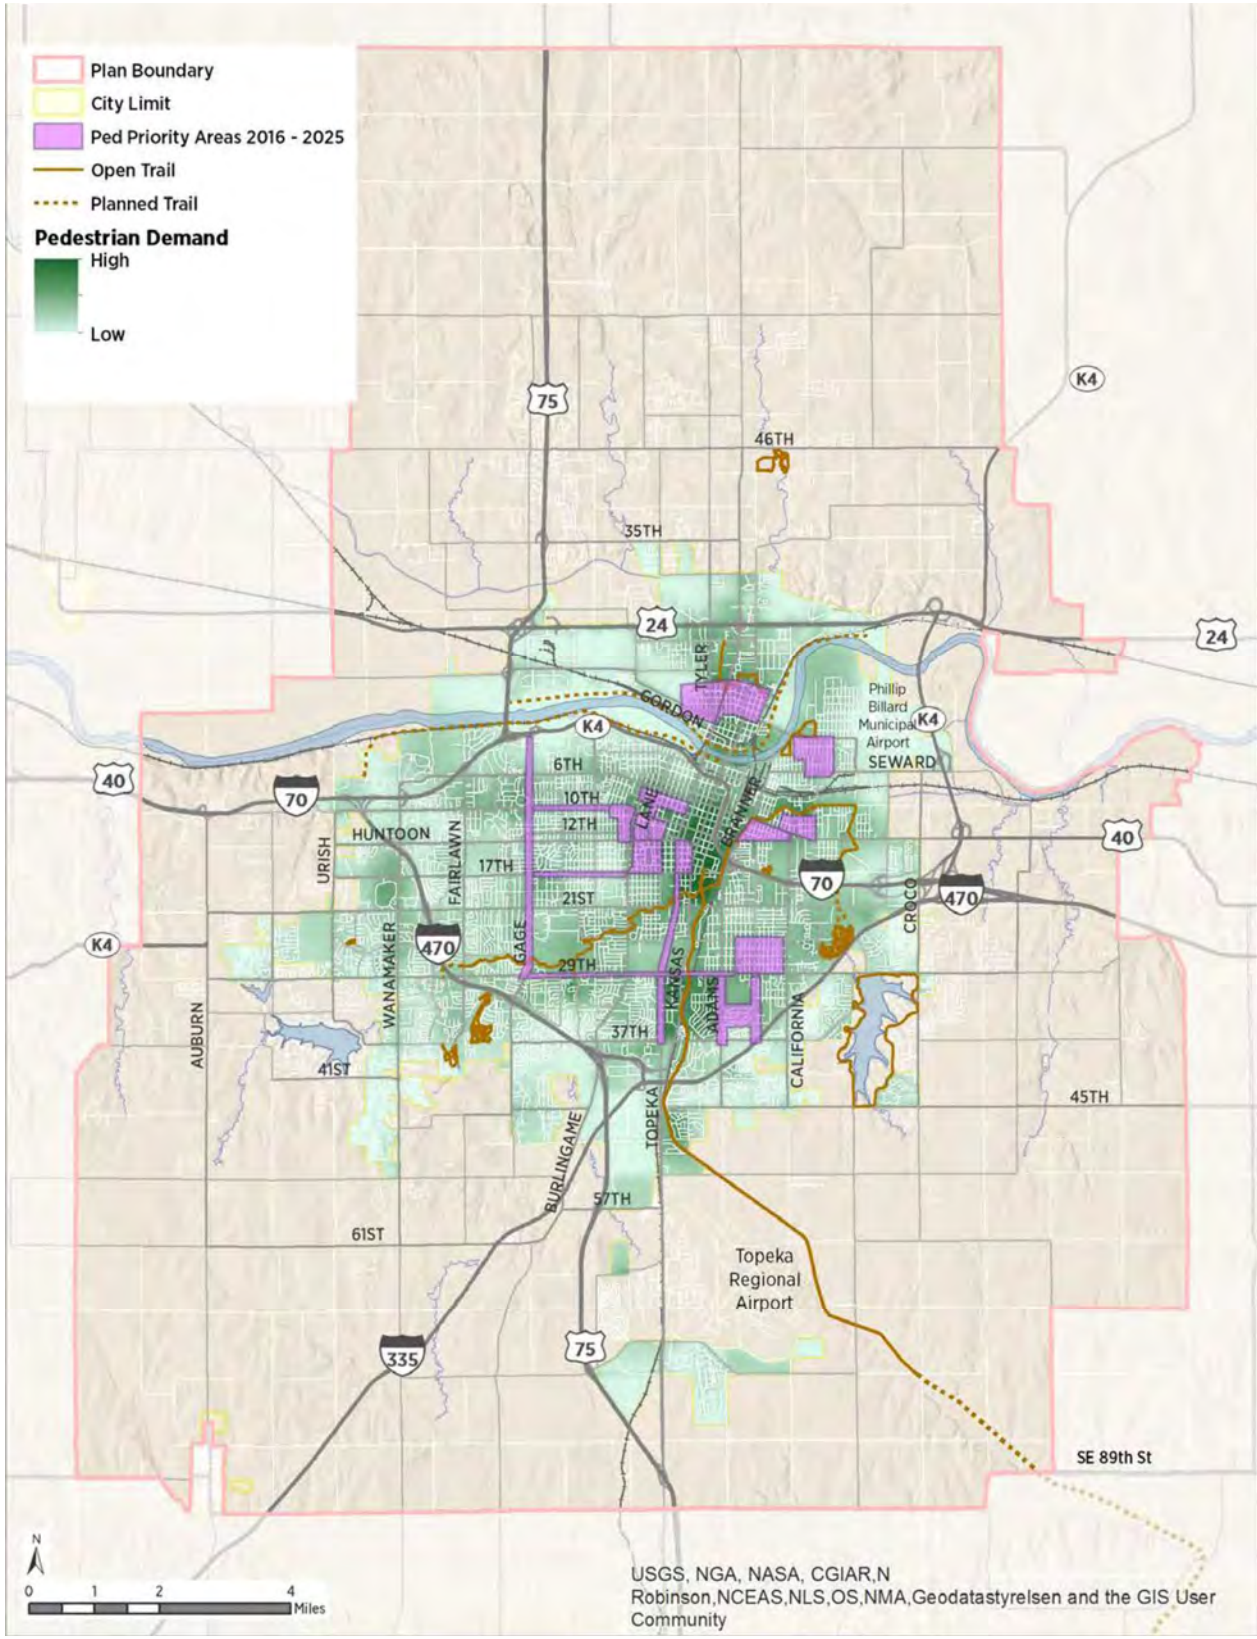 Plan Boundary
City Limit
Ped Priority Areas 2016 - 2025
Open Trail
Planned Trail
Pedestrian Demand
High
Low
75
K4
46TH
35TH
24
24
TYLER
GORDON
K4
Phillip
Billard
Municipal
Airport
K4
SEWARD
40
70
6TH
10TH
LANE
12TH
BRANNER
HUNTOON
URISH
FAIRLAWN
17TH
21ST
70
40
470
CROCO
K4
470
WANAMAKER
GAGE
29TH
KANSAS
ADAMS
CALIFORNIA
AUBURN
37TH
41ST
45TH
TOPEKA
BURLINGAME
57TH
61ST
Topeka
Regional
Airport
335
75
SE 89th St
N
0 1 2 4
Miles
USGS, NGA, NASA, CGIAR,N
Robinson,NCEAS,NLS,OS,NMA,Geodatastyrelsen and the GIS User
Community